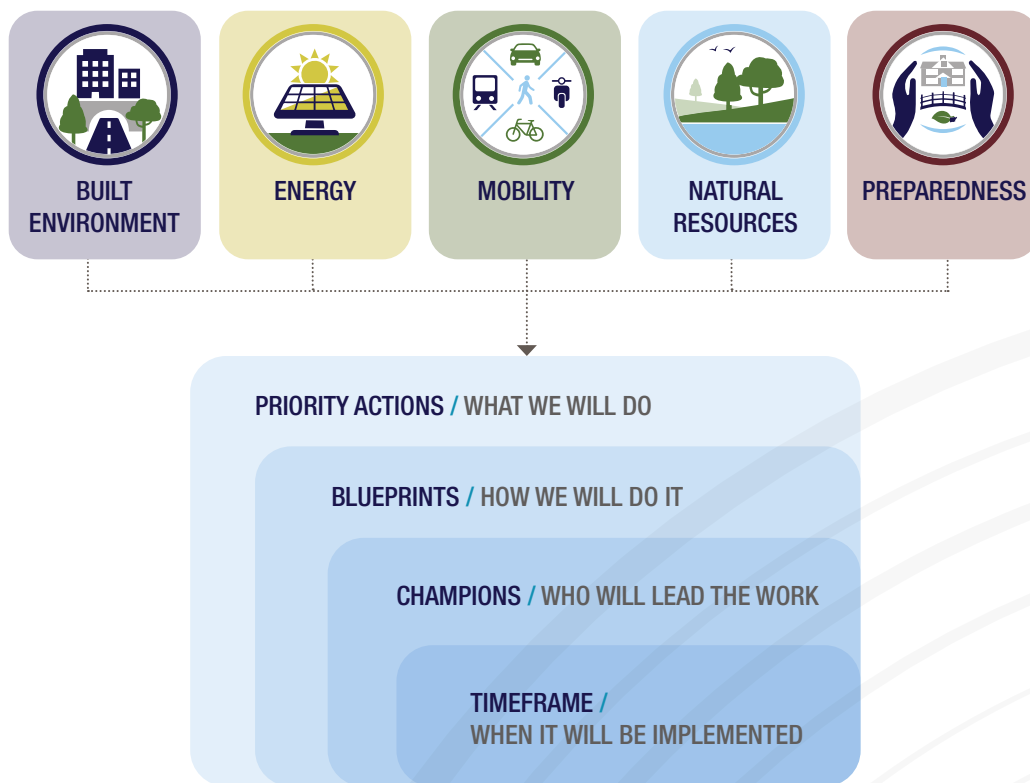 BUILT
ENVIRONMENT
ENERGY
MOBILITY
NATURAL
RESOURCES
PREPAREDNESS
PRIORITY ACTIONS / WHAT WE WILL DO
BLUEPRINTS / HOW WE WILL DO IT
CHAMPIONS / WHO WILL LEAD THE WORK
TIMEFRAME /
WHEN IT WILL BE IMPLEMENTED